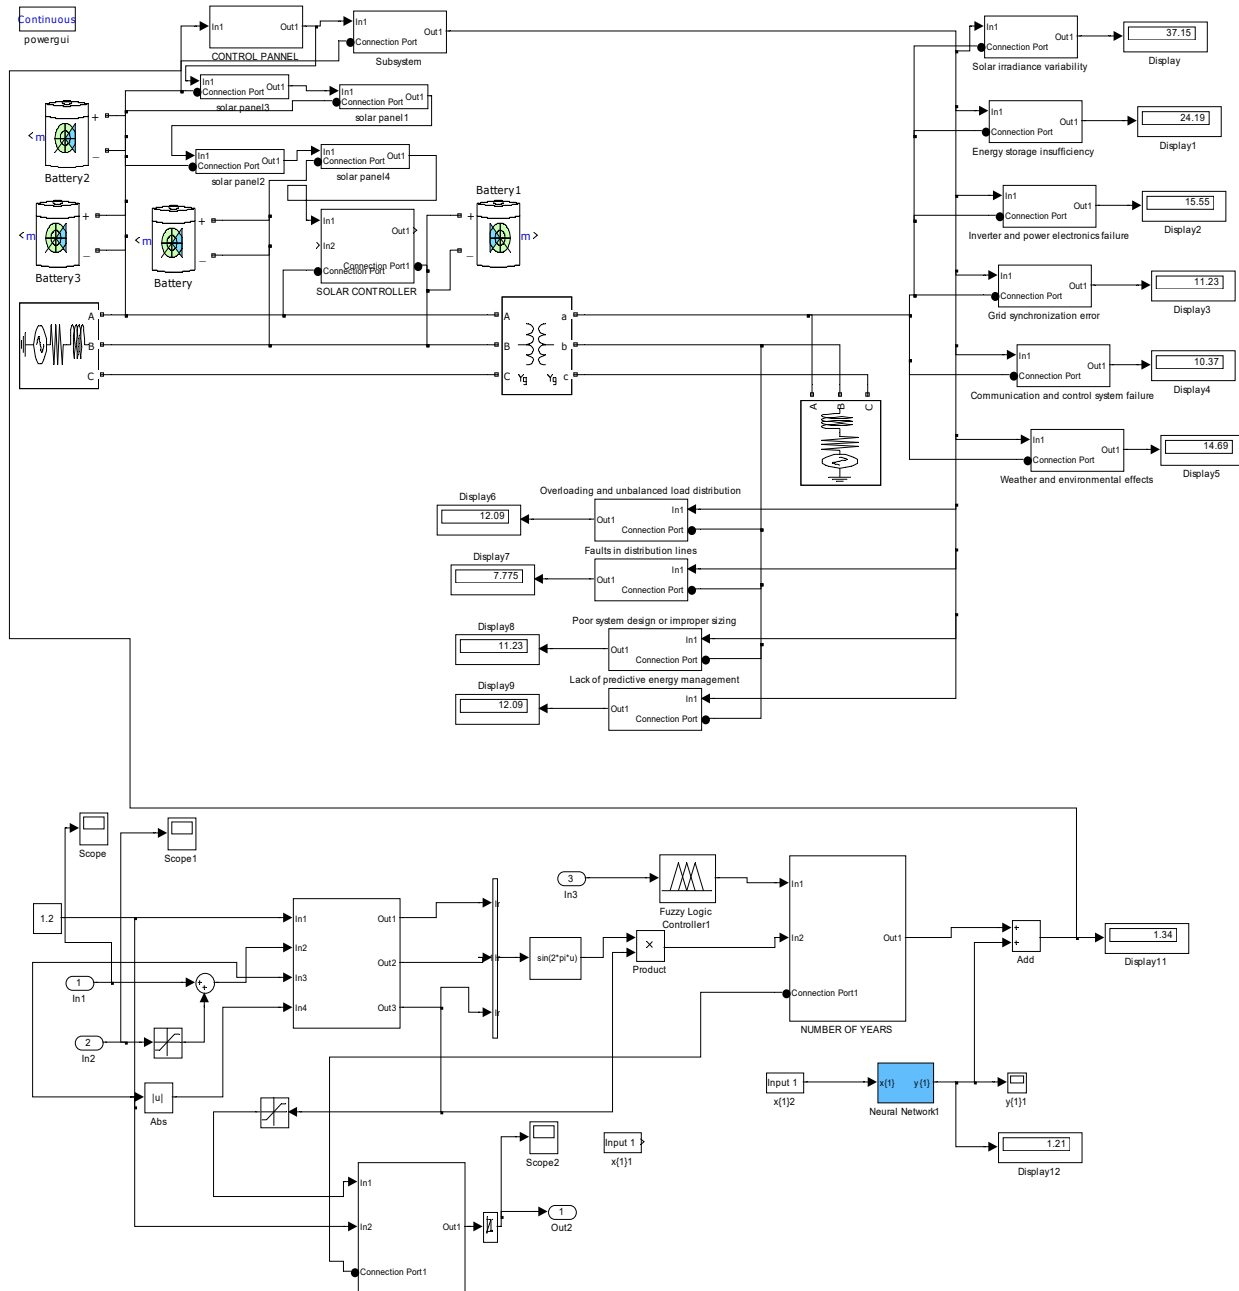 Continuous
powergui
In1
Out1
CONTROL PANNEL
In1
Connection Port
Out1
Subsystem
In1
Connection Port
Out1
solar panel3
In1
Connection Port
Out1
solar panel1
In1
Connection Port
Out1
solar panel2
In1
Connection Port
Out1
solar panel4
+
<m
_
Battery2
+
<m
_
Battery3
+
<m
_
Battery
Battery1
+
m>
_
In1
In2
Connection Port
Out1
Connection Port1
SOLAR CONTROLLER
A
B
C
A
B
C
a
b
c
Yg
Yg
A
B
C
In1
Connection Port
Out1
Solar irradiance variability
37.15
Display
In1
Connection Port
Out1
Energy storage insufficiency
24.19
Display1
In1
Connection Port
Out1
Inverter and power electronics failure
15.55
Display2
In1
Connection Port
Out1
Grid synchronization error
11.23
Display3
In1
Connection Port
Out1
Communication and control system failure
10.37
Display4
In1
Connection Port
Out1
Weather and environmental effects
14.69
Display5
Overloading and unbalanced load distribution
Display6
12.09
Out1
In1
Connection Port
Faults in distribution lines
Display7
7.775
Out1
In1
Connection Port
Poor system design or improper sizing
Display8
11.23
Out1
In1
Connection Port
Lack of predictive energy management
Display9
12.09
Out1
In1
Connection Port
Scope
Scope1
1.2
1
In1
2
In2
+
+
|u|
Abs
In1
In2
In3
In4
Out1
Out2
Out3
sin(2*pi*u)
×
Product
3
In3
Fuzzy Logic
Controller1
In1
In2
Connection Port1
Out1
NUMBER OF YEARS
+
+
Add
1.34
Display11
Input 1
x{1}2
x{1}
y{1}
Neural Network1
y{1}1
1.21
Display12
Input 1
x{1}1
Scope2
In1
In2
Connection Port1
Out1
1
Out2